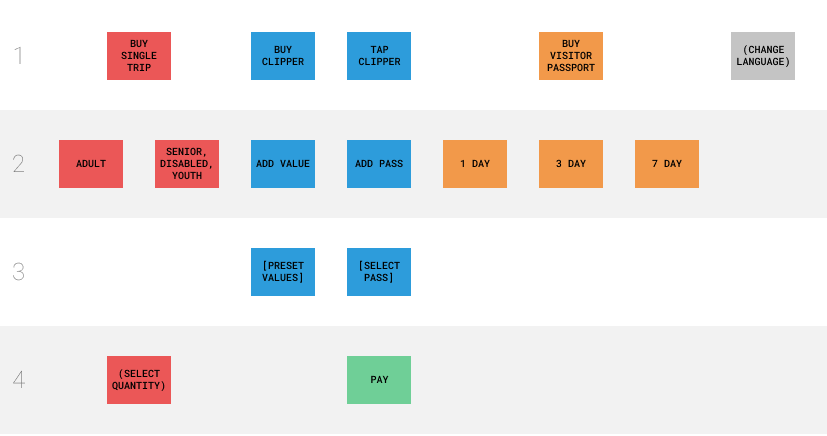 1
BUY
SINGLE
TRIP
BUY
CLIPPER
TAP
CLIPPER
BUY
VISITOR
PASSPORT
(CHANGE
LANGUAGE)
2
ADULT
SENIOR,
DISABLED,
YOUTH
ADD VALUE
ADD PASS
1 DAY
3 DAY
7 DAY
3
[PRESET
VALUES]
[SELECT
PASS]
4
(SELECT
QUANTITY)
PAY